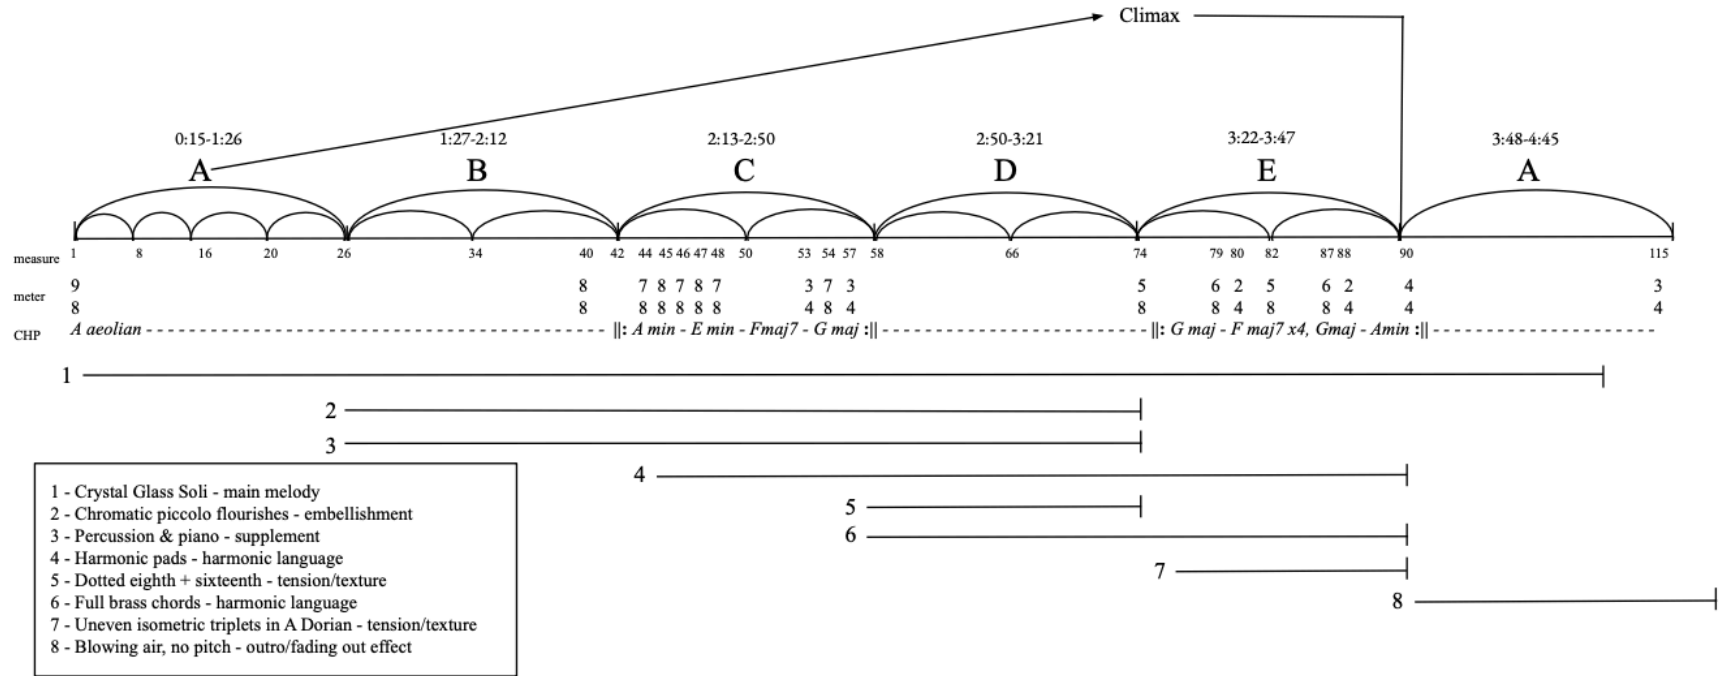 Climax
0:15-1:26 1:27-2:12 2:13-2:50 2:50-3:21 3:22-3:47 3:48-4:45
A B C D E A
measure 1 8 16 20 26 34 40 42 44 45 46 47 48 50 53 54 57 58 66 74 79 80 82 87 88 90 115
meter
9 8 7 8 7 8 7 3 7 3 5 6 2 5 6 2 4 3
8 8 8 8 8 8 8 4 8 4 8 8 4 8 8 4 4 4
CHP A aeolian - - - - - - - - - - - - - - - - - - - - - - - - - - - - - - - - - - - - - - - - ||: A min - E min - Fmaj7 - G maj :|| - - - - - - - - - - - - - - - - - - - - - - - ||: G maj - F maj7 x4, Gmaj - Amin :|| - - - - - - - - - - - - - - - - - - -
1
2
3
4
5
6
7
8
1 - Crystal Glass Soli - main melody
2 - Chromatic piccolo flourishes - embellishment
3 - Percussion & piano - supplement
4 - Harmonic pads - harmonic language
5 - Dotted eighth + sixteenth - tension/texture
6 - Full brass chords - harmonic language
7 - Uneven isometric triplets in A Dorian - tension/texture
8 - Blowing air, no pitch - outro/fading out effect